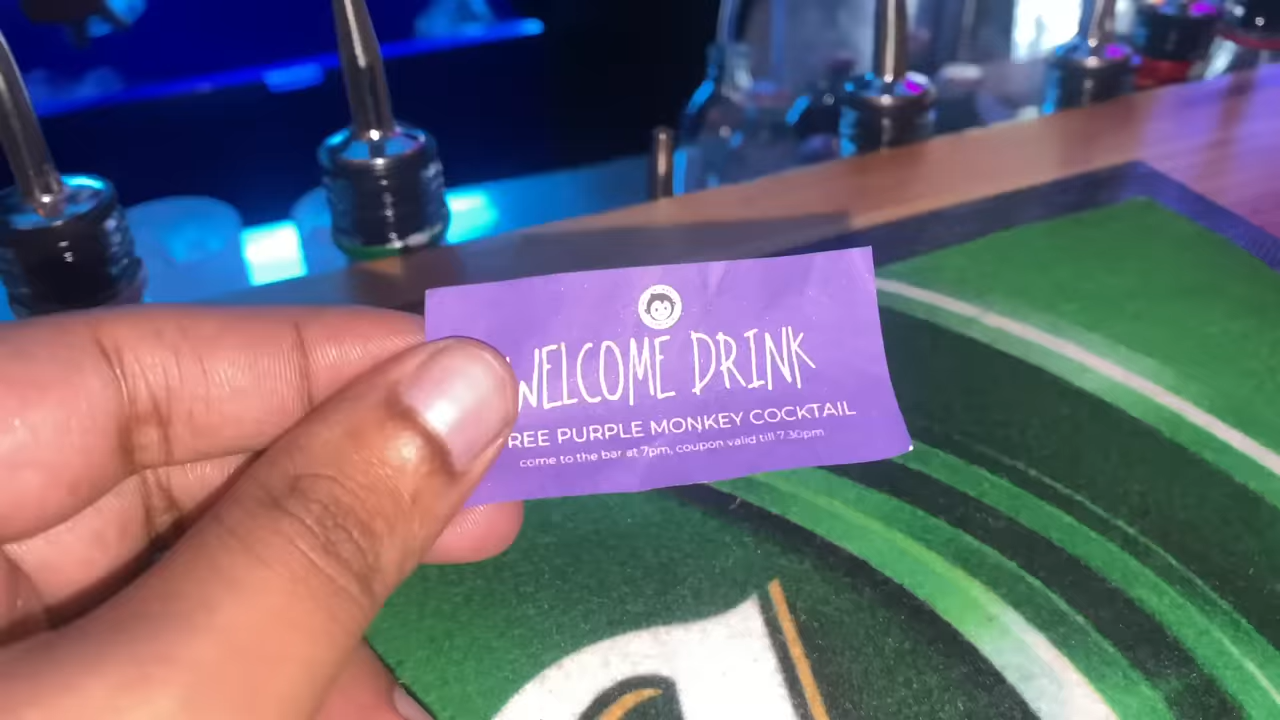 WELCOME DRINK
REE PURPLE MONKEY COCKTAIL
come to the bar at 7pm, coupon valid till 7.30pm